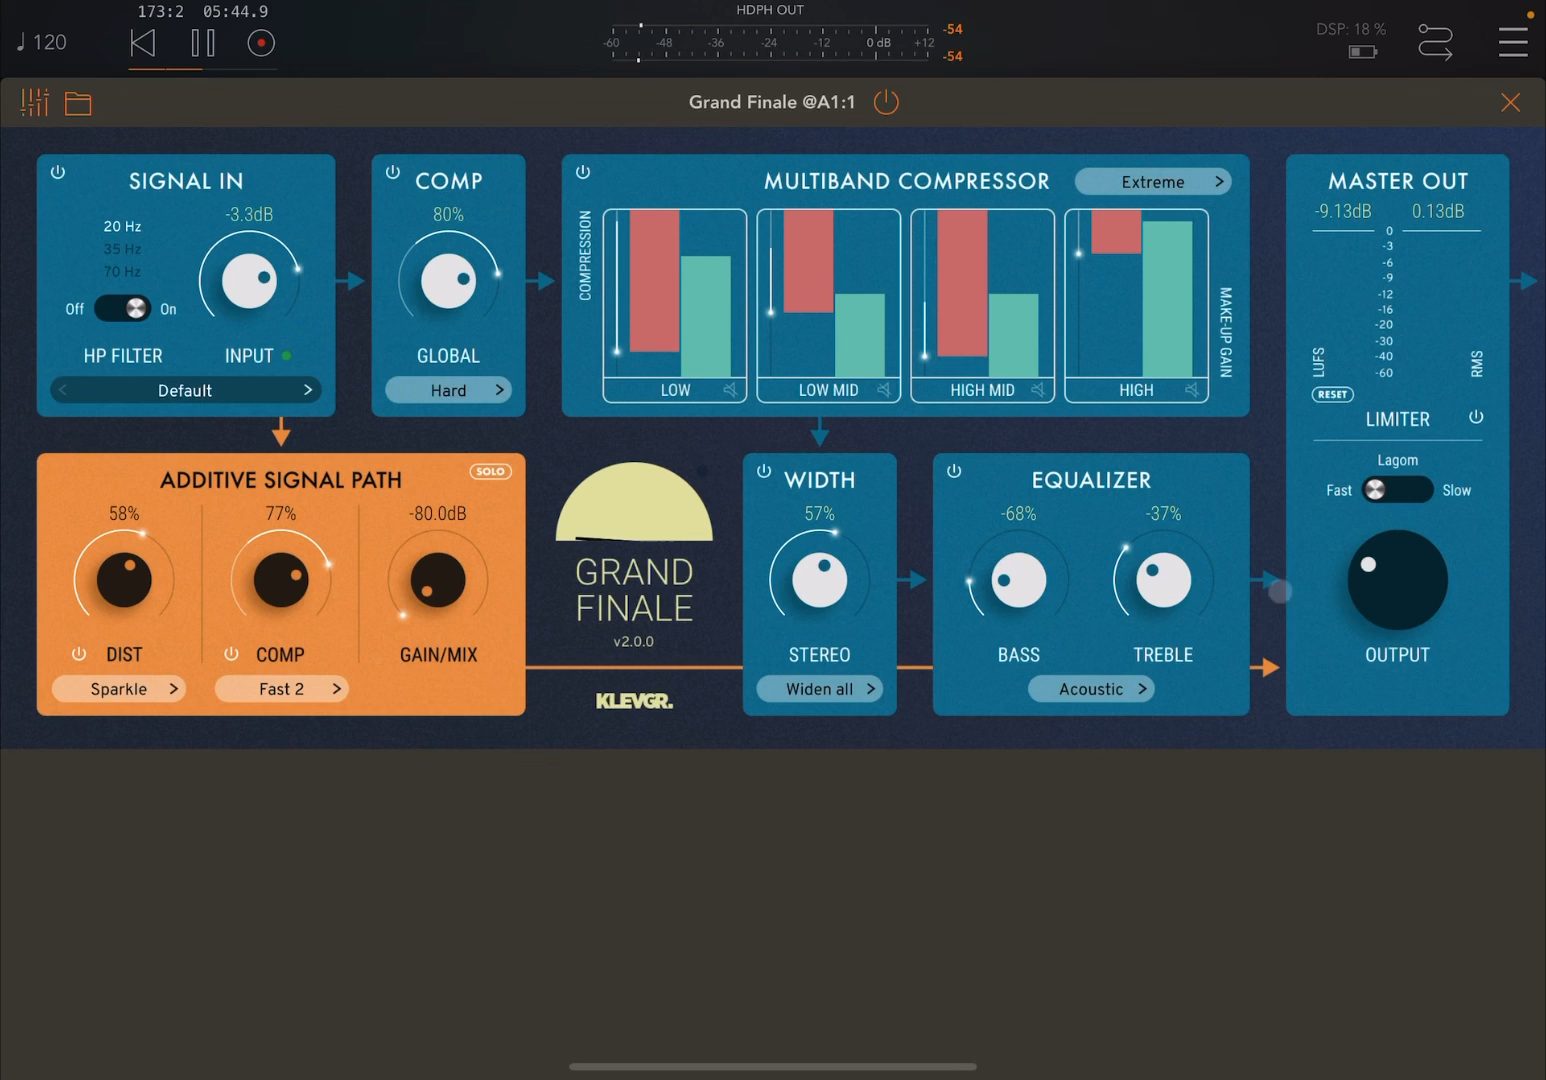 173:2 05:44.9
HDPH OUT
♩ 120
-60 -48 -36 -24 -12 0 dB +12
-54
-54
DSP: 18 %
Grand Finale @A1:1
SIGNAL IN
-3.3dB
20 Hz
35 Hz
70 Hz
Off On
HP FILTER INPUT
< Default >
COMP
80%
GLOBAL
Hard >
MULTIBAND COMPRESSOR
Extreme >
COMPRESSION
MAKE-UP GAIN
LOW
LOW MID
HIGH MID
HIGH
MASTER OUT
-9.13dB 0.13dB
0
-3
-6
-9
-12
-16
-20
-30
-40
-60
LUFS
RMS
RESET
LIMITER
Lagom
Fast Slow
OUTPUT
ADDITIVE SIGNAL PATH
SOLO
58% 77% -80.0dB
DIST COMP GAIN/MIX
Sparkle > Fast 2 >
GRAND
FINALE
v2.0.0
KLEVGR.
WIDTH
57%
STEREO
Widen all >
EQUALIZER
-68% -37%
BASS TREBLE
Acoustic >